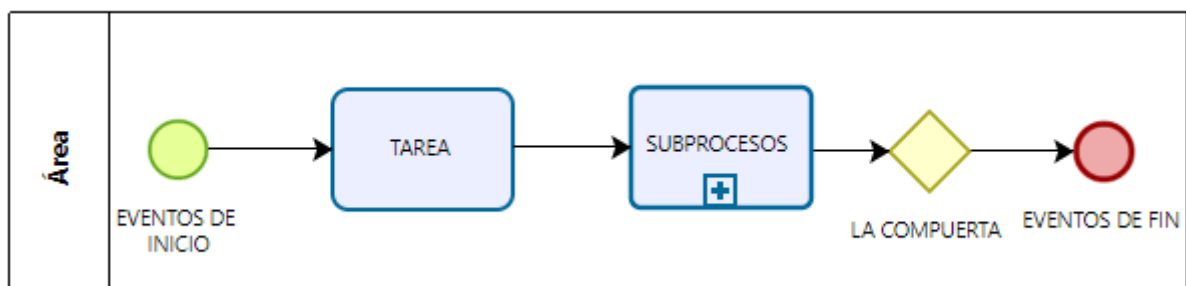 Área
EVENTOS DE
INICIO
TAREA
SUBPROCESOS
LA COMPUERTA
EVENTOS DE FIN